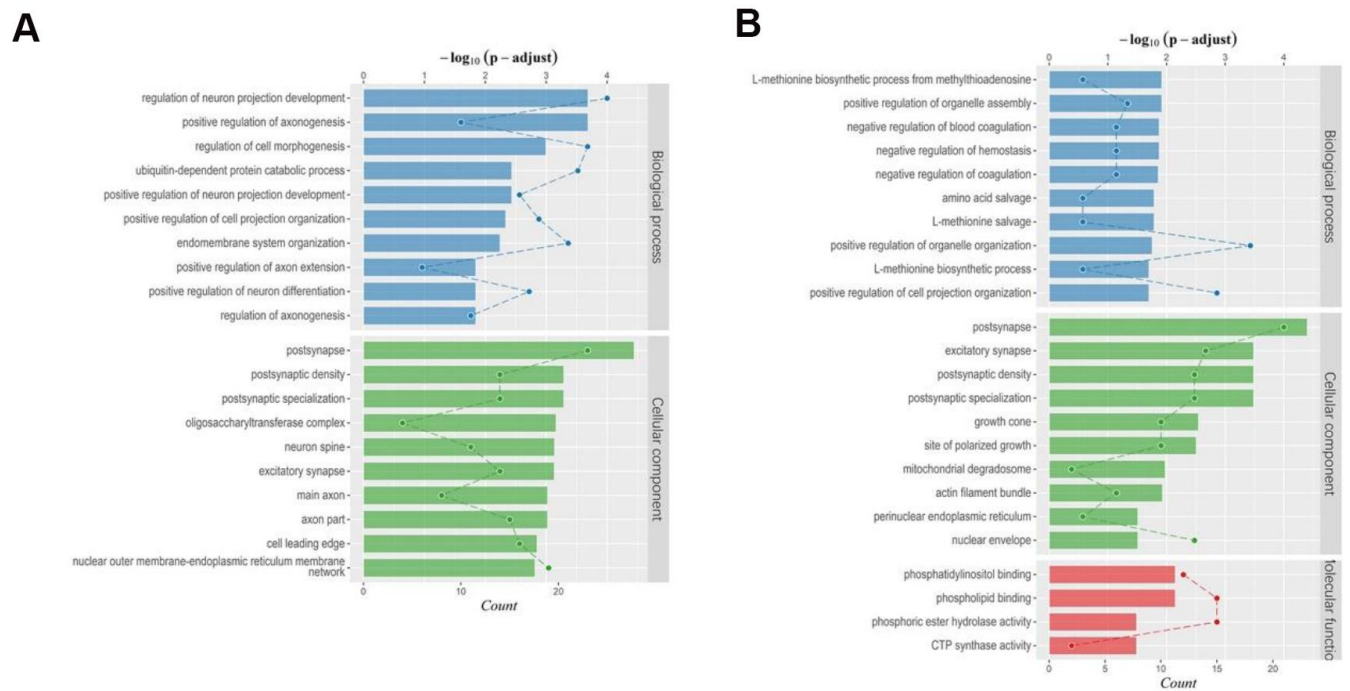 A
−log₁₀ (p − adjust)
0 1 2 3 4
regulation of neuron projection development
positive regulation of axonogenesis
regulation of cell morphogenesis
ubiquitin-dependent protein catabolic process
positive regulation of neuron projection development
positive regulation of cell projection organization
endomembrane system organization
positive regulation of axon extension
positive regulation of neuron differentiation
regulation of axonogenesis
Biological process
postsynapse
postsynaptic density
postsynaptic specialization
oligosaccharyltransferase complex
neuron spine
excitatory synapse
main axon
axon part
cell leading edge
nuclear outer membrane-endoplasmic reticulum membrane
network
Cellular component
0 10 20
Count
B
−log₁₀ (p − adjust)
0 1 2 3 4
L-methionine biosynthetic process from methylthioadenosine
positive regulation of organelle assembly
negative regulation of blood coagulation
negative regulation of hemostasis
negative regulation of coagulation
amino acid salvage
L-methionine salvage
positive regulation of organelle organization
L-methionine biosynthetic process
positive regulation of cell projection organization
Biological process
postsynapse
excitatory synapse
postsynaptic density
postsynaptic specialization
growth cone
site of polarized growth
mitochondrial degradosome
actin filament bundle
perinuclear endoplasmic reticulum
nuclear envelope
Cellular component
phosphatidylinositol binding
phospholipid binding
phosphoric ester hydrolase activity
CTP synthase activity
olecular functio
0 5 10 15 20
Count